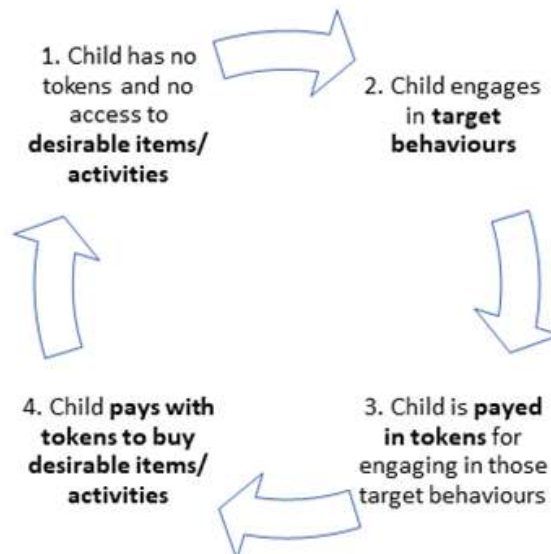 1. Child has no
tokens and no
access to
desirable items/
activities
2. Child engages
in target
behaviours
3. Child is payed
in tokens for
engaging in those
target behaviours
4. Child pays with
tokens to buy
desirable items/
activities